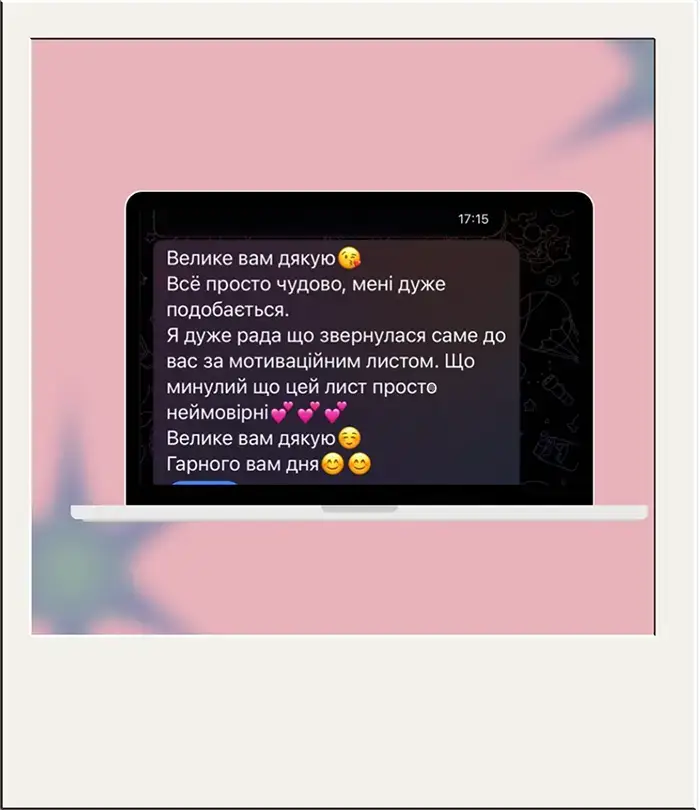 17:15
Велике вам дякую😘
Всё просто чудово, мені дуже
подобається.
Я дуже рада що звернулася саме до
вас за мотиваційним листом. Що
минулий що цей лист просто
неймовірні💕💕💕
Велике вам дякую☺️
Гарного вам дня😊😊